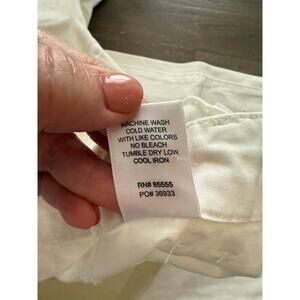 MACHINE WASH
COLD WATER
WITH LIKE COLORS
NO BLEACH
TUMBLE DRY LOW
COOL IRON
RN# 85555
PO# 36933